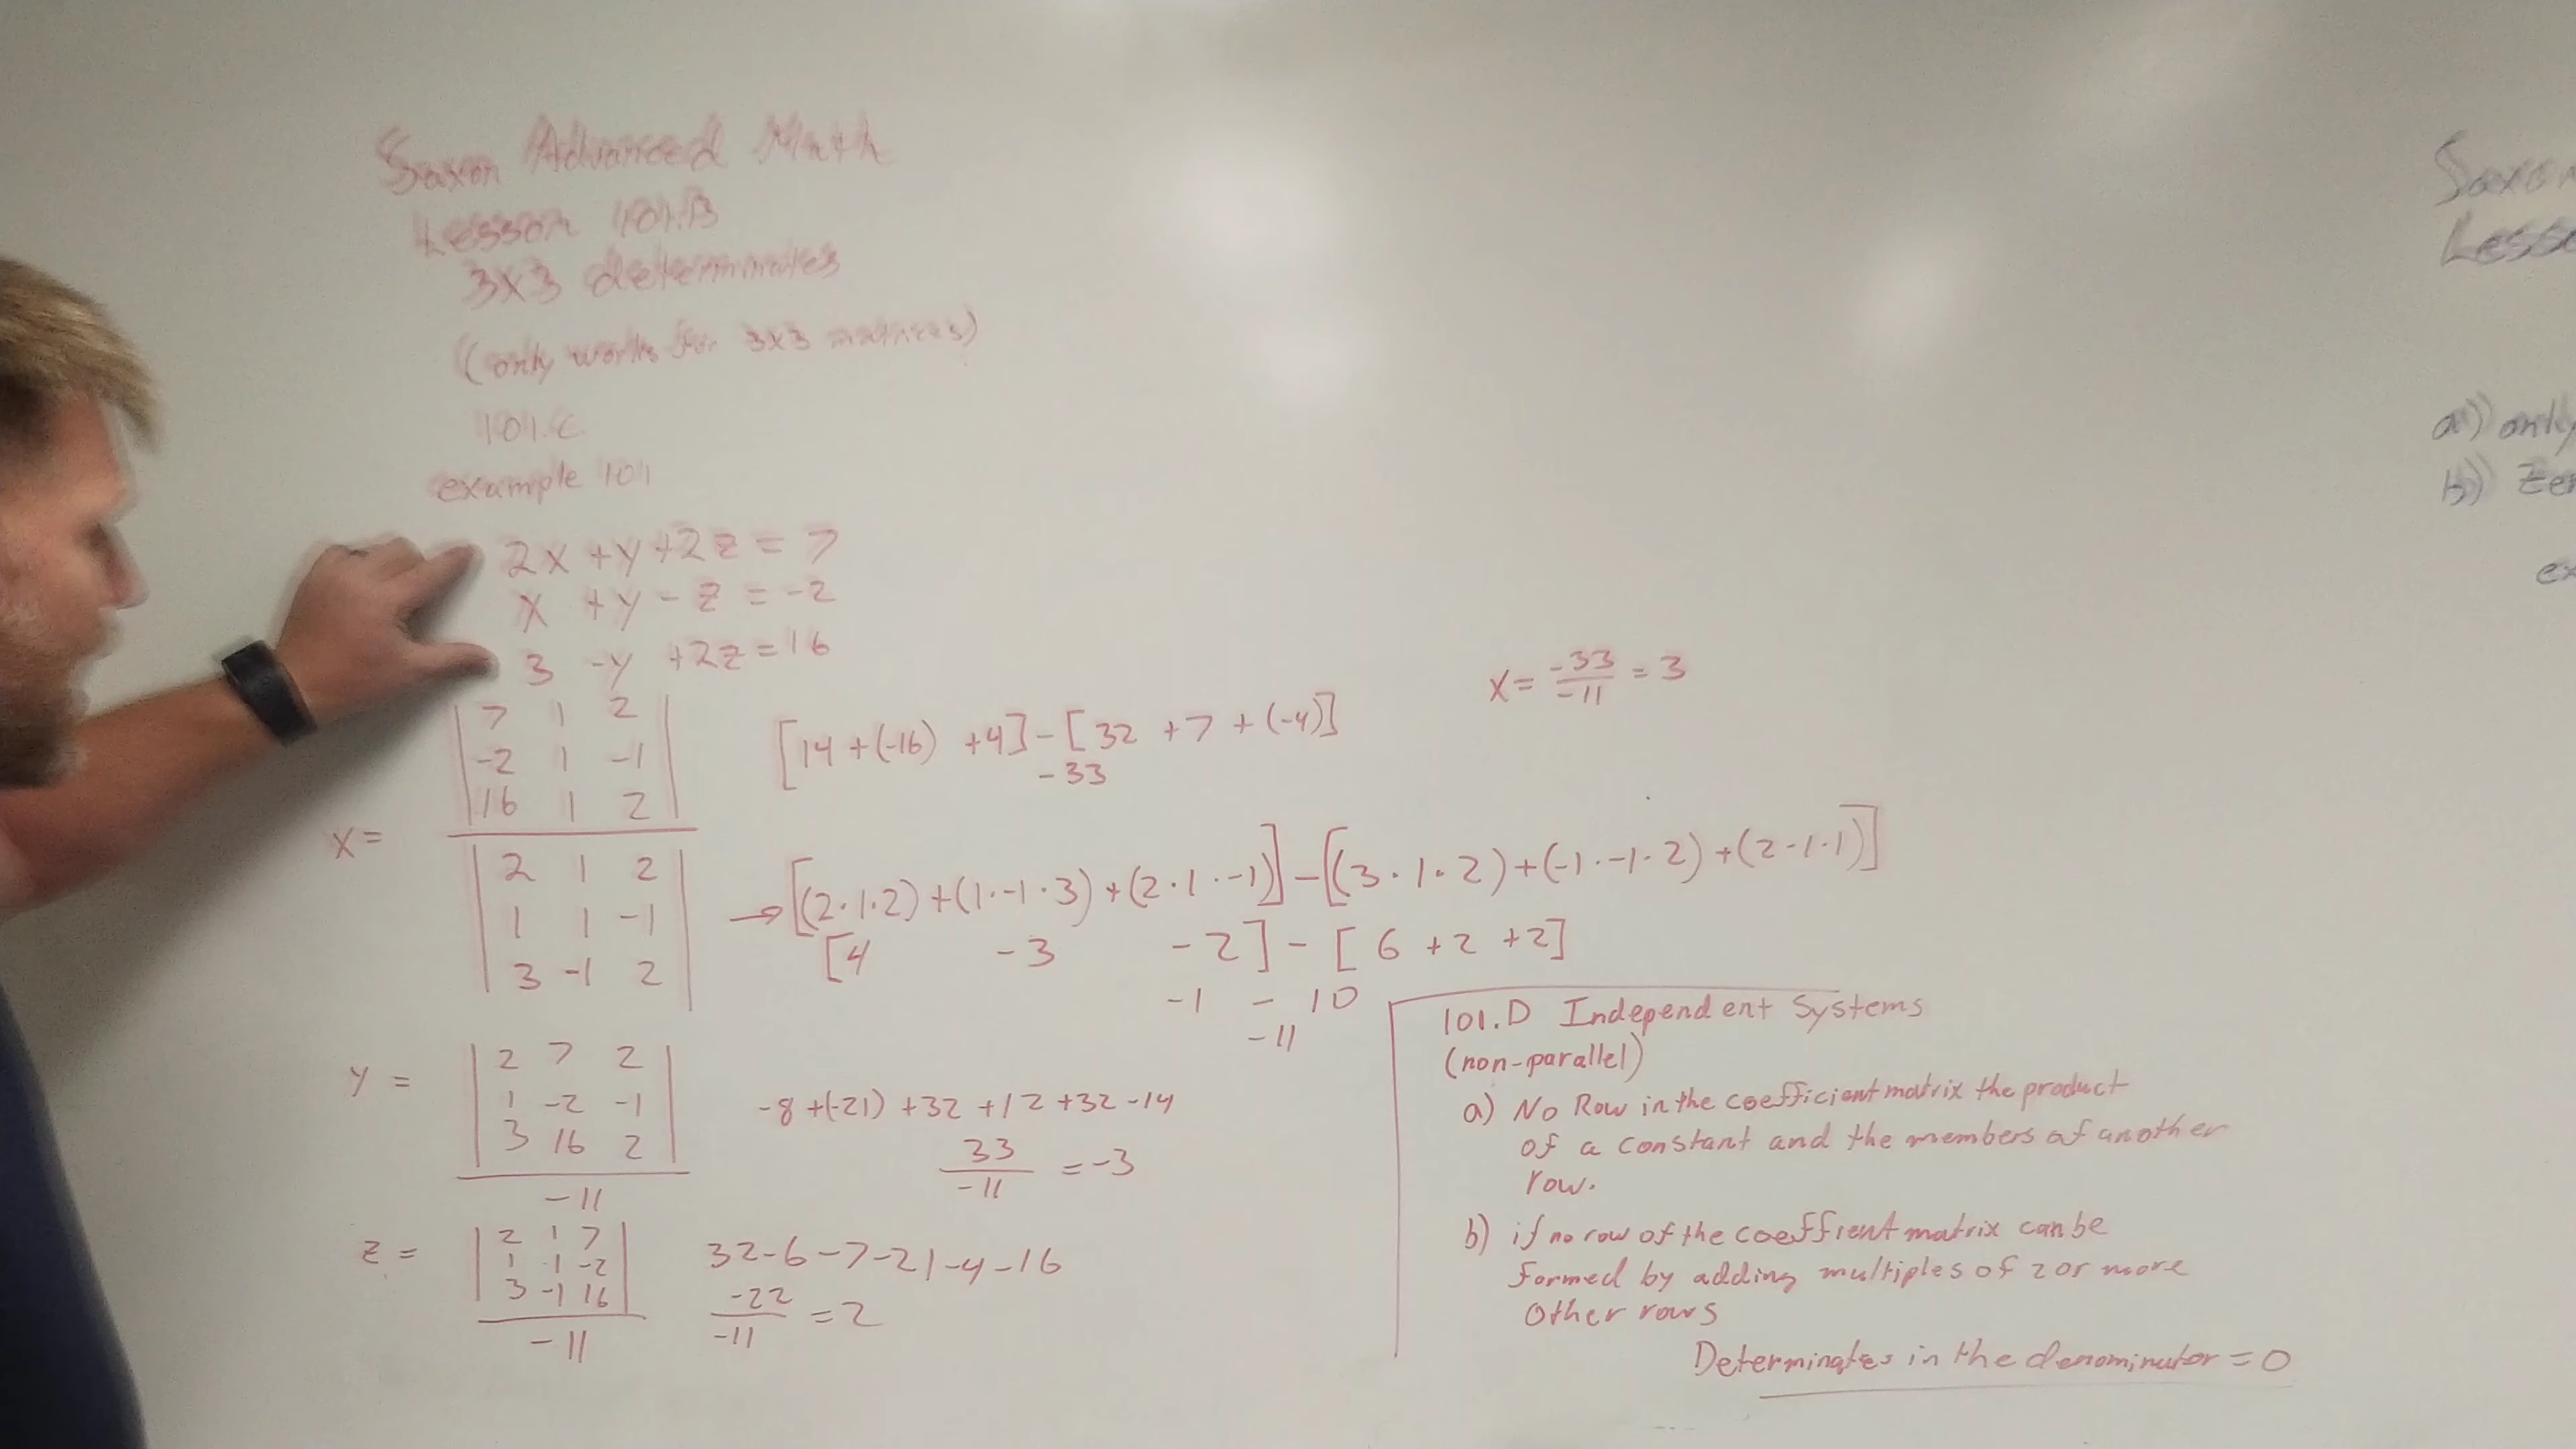 Saxon Advanced Math
Lesson 101.B
3x3 determinates
(only works for 3x3 matrices)
101.C
example 101
2x + y + 2z = 7
x + y - z = -2
3 - y + 2z = 16
x =
| 7 1 2 |
| -2 1 -1 |
| 16 1 2 |
| 2 1 2 |
| 1 1 -1 |
| 3 -1 2 |
[14 + (-16) + 4] - [32 + 7 + (-4)]
-33
x = -33/-11 = 3
→ [(2·1·2) + (1·-1·3) + (2·1·-1)] - [(3·1·2) + (-1·-1·2) + (2·1·1)]
[4 - 3 - 2] - [6 + 2 + 2]
-1 - 10
-11
y =
| 2 7 2 |
| 1 -2 -1 |
| 3 16 2 |
-11
-8 + (-21) + 32 + 12 + 32 - 14
33/-11 = -3
z =
| 2 1 7 |
| 1 1 -2 |
| 3 -1 16 |
-11
32 - 6 - 7 - 21 - 4 - 16
-22/-11 = 2
101.D Independent Systems
(non-parallel)
a) No Row in the coefficient matrix the product
of a constant and the members of another
row.
b) if no row of the coeffient matrix can be
formed by adding multiples of 2 or more
other rows
Determinates in the denominator = 0
Saxon
Less
a) only
b) Zer
ex